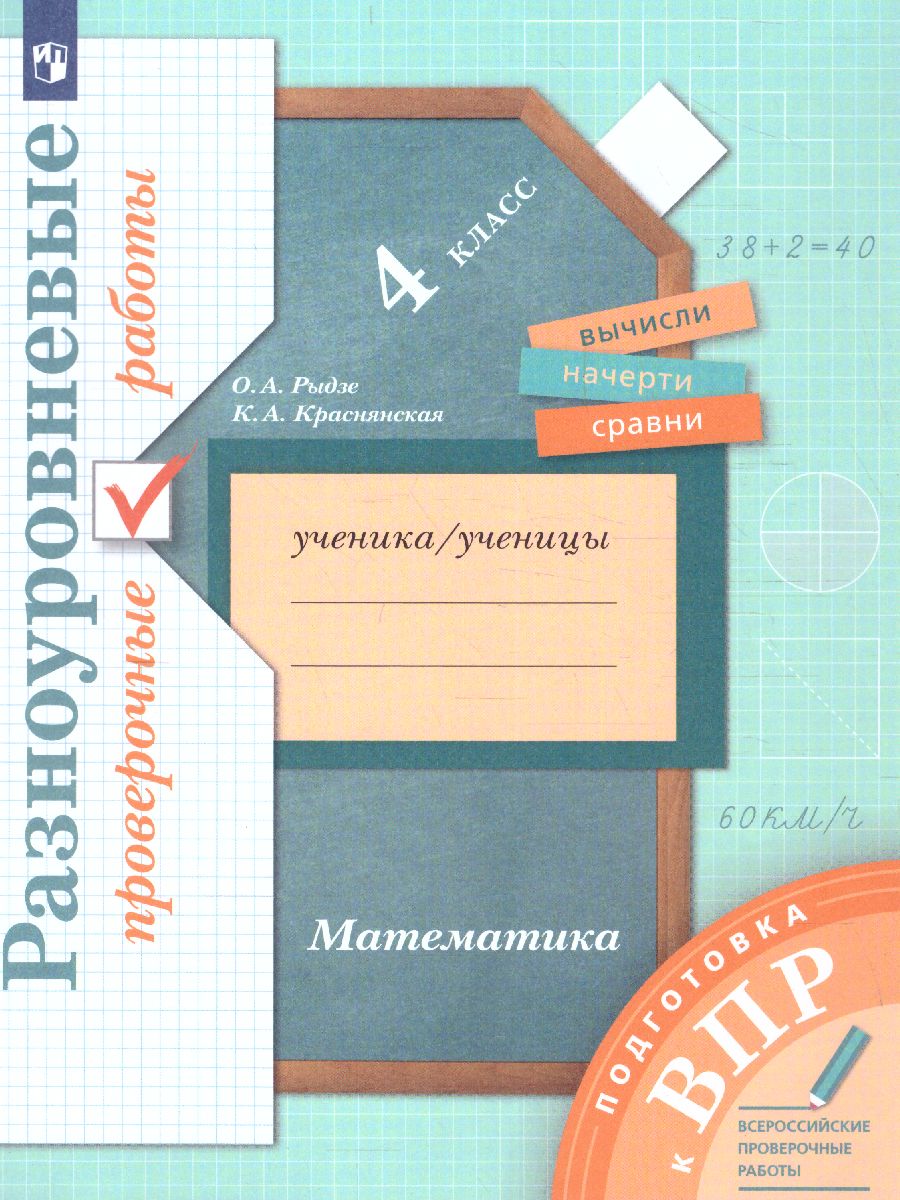 ИП
Разноуровневые
проверочные работы
4 КЛАСС
38+2=40
вычисли
начерти
сравни
О. А. Рыдзе
К. А. Краснянская
ученика/ученицы
60км/ч
Математика
ПОДГОТОВКА
К ВПР
ВСЕРОССИЙСКИЕ
ПРОВЕРОЧНЫЕ
РАБОТЫ